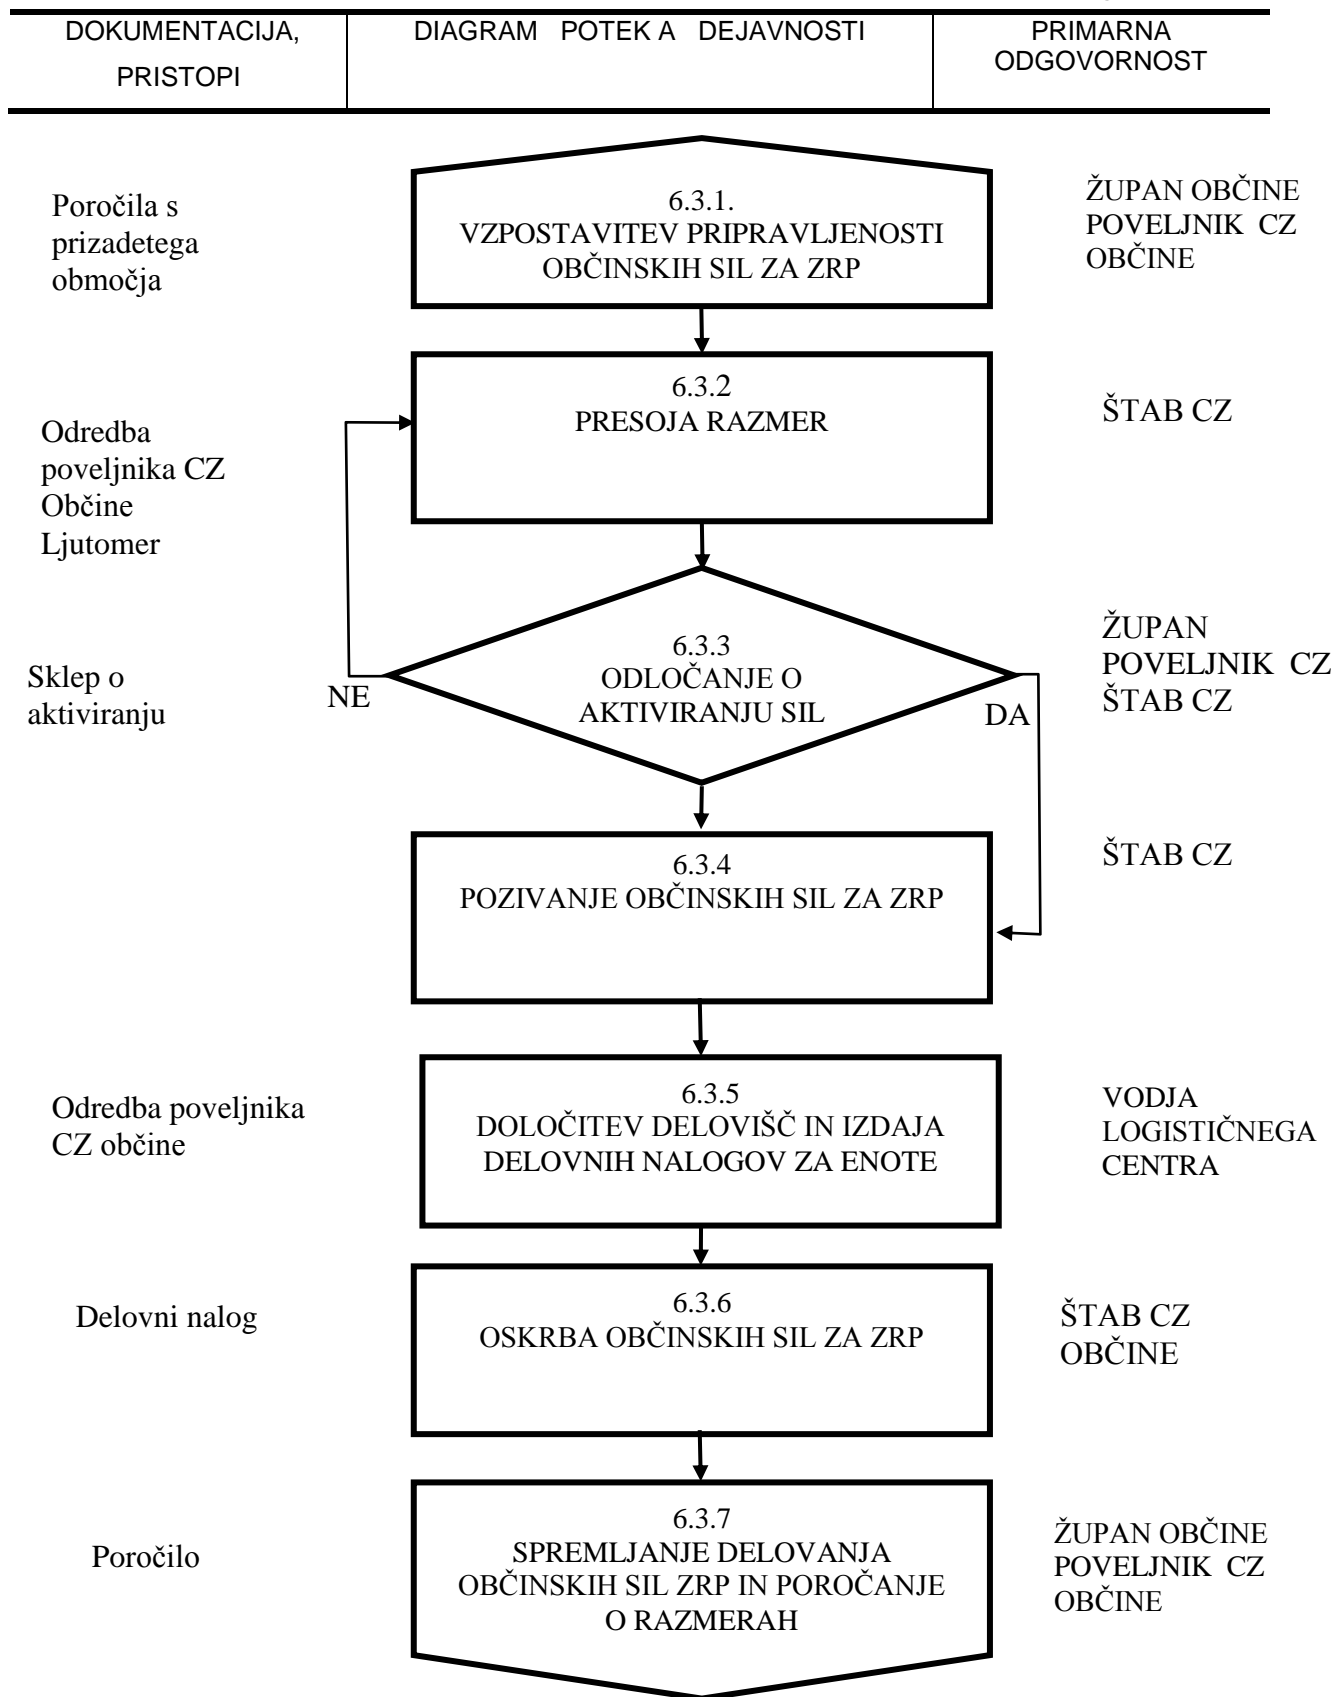 DOKUMENTACIJA,
PRISTOPI
DIAGRAM POTEK A DEJAVNOSTI
PRIMARNA
ODGOVORNOST
Poročila s
prizadetega
območja
6.3.1.
VZPOSTAVITEV PRIPRAVLJENOSTI
OBČINSKIH SIL ZA ZRP
ŽUPAN OBČINE
POVELJNIK CZ
OBČINE
Odredba
poveljnika CZ
Občine
Ljutomer
6.3.2
PRESOJA RAZMER
ŠTAB CZ
Sklep o
aktiviranju
NE
6.3.3
ODLOČANJE O
AKTIVIRANJU SIL
DA
ŽUPAN
POVELJNIK CZ
ŠTAB CZ
6.3.4
POZIVANJE OBČINSKIH SIL ZA ZRP
ŠTAB CZ
Odredba poveljnika
CZ občine
6.3.5
DOLOČITEV DELOVIŠČ IN IZDAJA
DELOVNIH NALOGOV ZA ENOTE
VODJA
LOGISTIČNEGA
CENTRA
Delovni nalog
6.3.6
OSKRBA OBČINSKIH SIL ZA ZRP
ŠTAB CZ
OBČINE
Poročilo
6.3.7
SPREMLJANJE DELOVANJA
OBČINSKIH SIL ZRP IN POROČANJE
O RAZMERAH
ŽUPAN OBČINE
POVELJNIK CZ
OBČINE